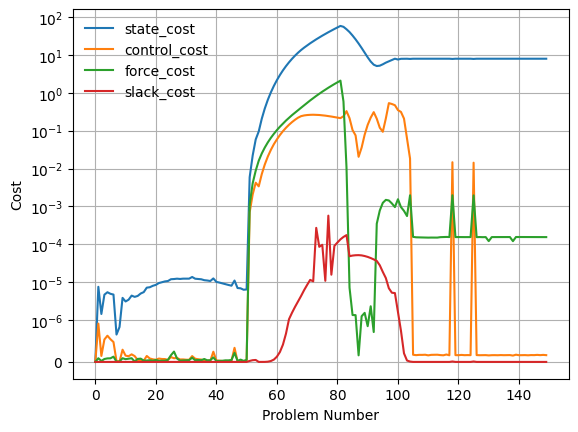 state_cost
control_cost
force_cost
slack_cost
Cost
10²
10¹
10⁰
10⁻¹
10⁻²
10⁻³
10⁻⁴
10⁻⁵
10⁻⁶
0
0 20 40 60 80 100 120 140
Problem Number